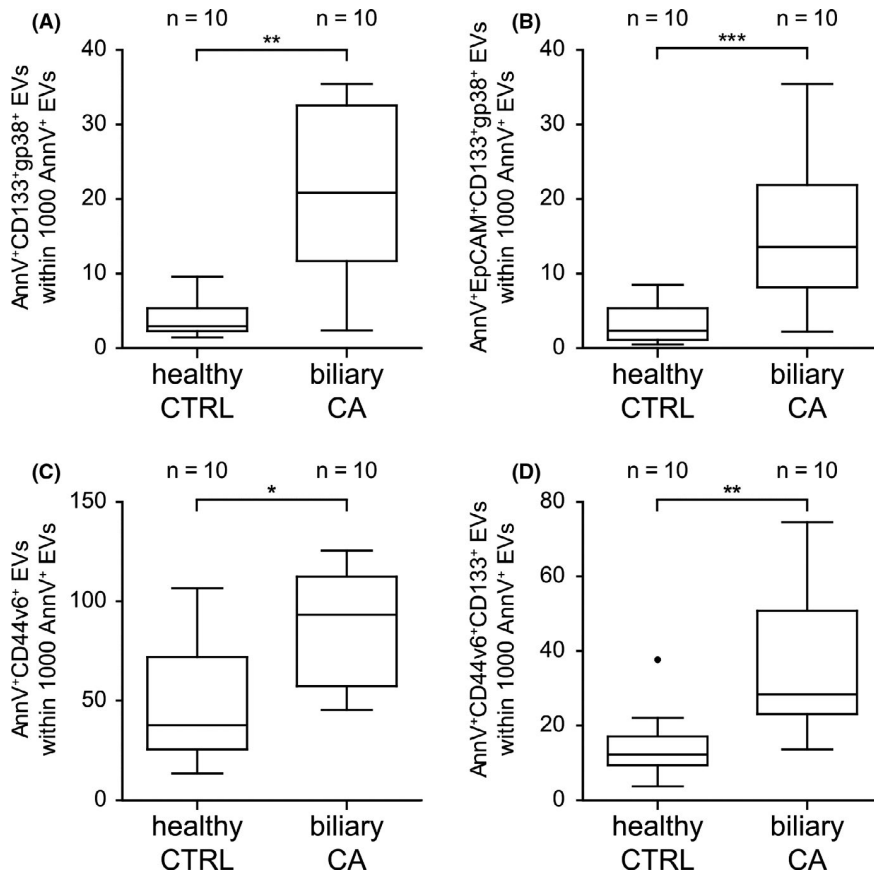 (A)
n = 10
n = 10
**
AnnV⁺CD133⁺gp38⁺ EVs
within 1000 AnnV⁺ EVs
40
30
20
10
0
healthy
CTRL
biliary
CA
(B)
n = 10
n = 10
***
AnnV⁺EpCAM⁺CD133⁺gp38⁺ EVs
within 1000 AnnV⁺ EVs
40
30
20
10
0
healthy
CTRL
biliary
CA
(C)
n = 10
n = 10
*
AnnV⁺CD44v6⁺ EVs
within 1000 AnnV⁺ EVs
150
100
50
0
healthy
CTRL
biliary
CA
(D)
n = 10
n = 10
**
AnnV⁺CD44v6⁺CD133⁺ EVs
within 1000 AnnV⁺ EVs
80
60
40
20
0
healthy
CTRL
biliary
CA